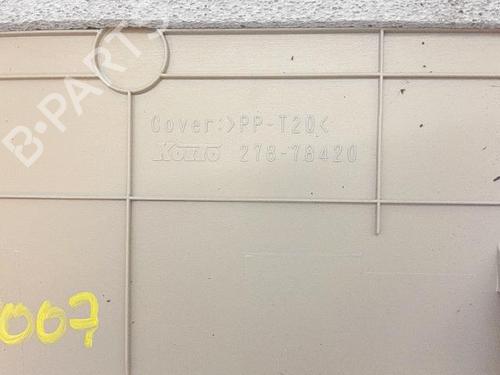 B-PARTS
Cover:>PP-T20<
KOITO 278-78420
007